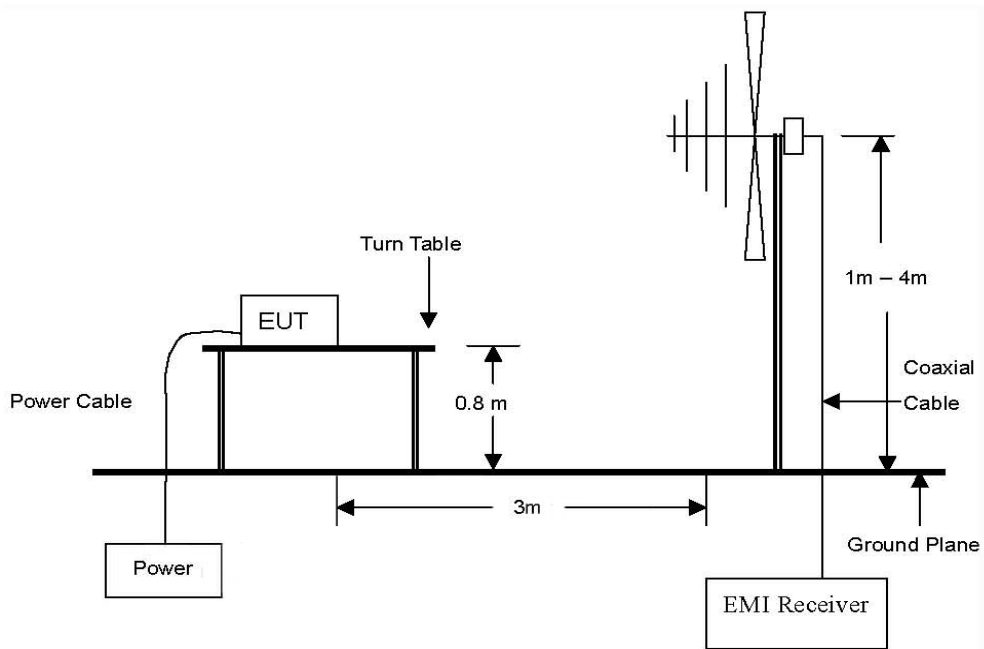 Turn Table
EUT
1m – 4m
Power Cable
0.8 m
Coaxial
Cable
3m
Ground Plane
Power
EMI Receiver